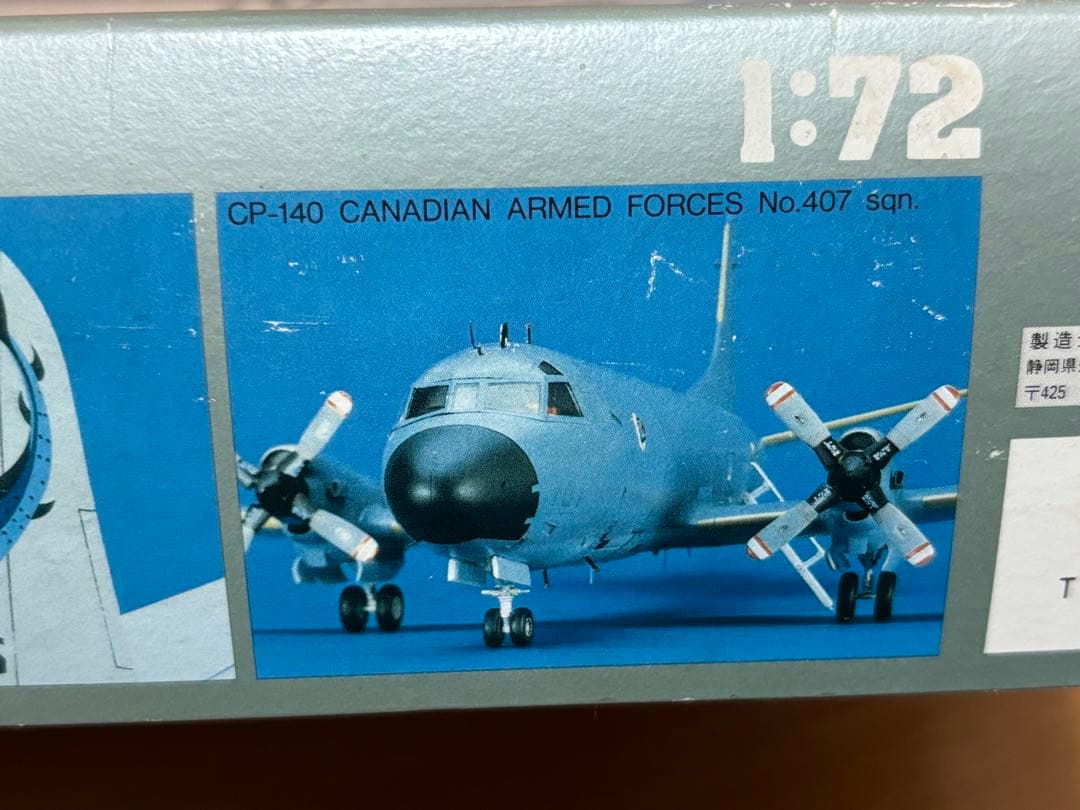 1:72
CP-140 CANADIAN ARMED FORCES No.407 sqn.
製造
静岡県
〒425
T